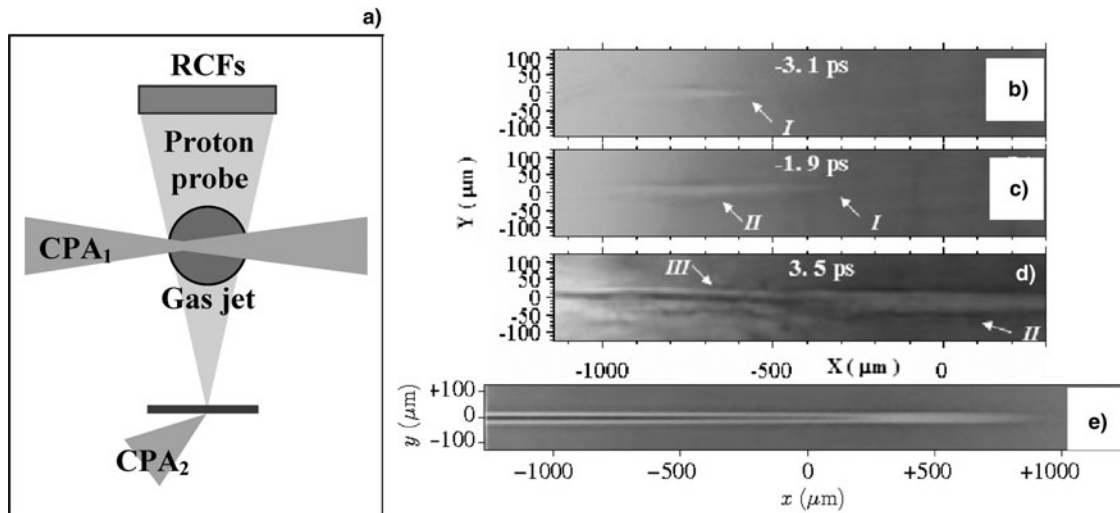 a)
RCFs
Proton
probe
CPA₁
Gas jet
CPA₂
100
50
0
-50
-100
-3.1 ps
I
b)
100
50
0
-50
-100
-1.9 ps
II
I
c)
Y (μm)
100
50
0
-50
-100
III
3.5 ps
II
d)
-1000
-500
X (μm)
0
+100
0
-100
y (μm)
e)
-1000
-500
0
+500
+1000
x (μm)